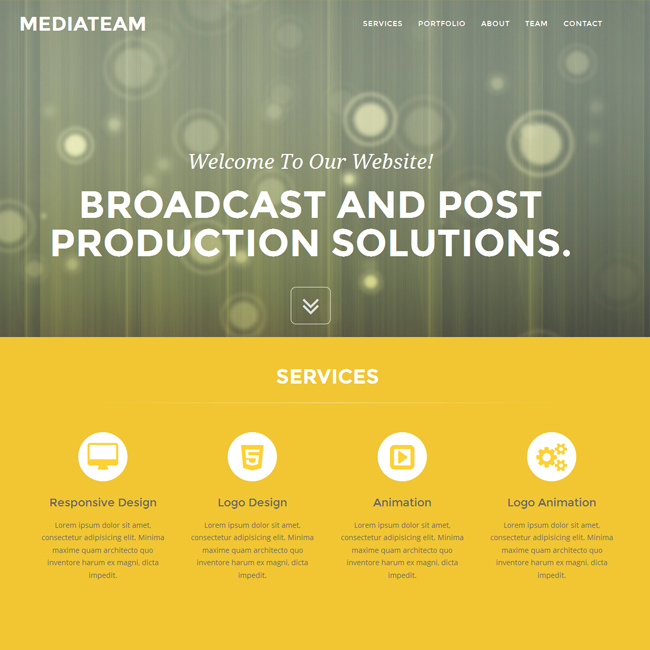 MEDIATEAM
SERVICES PORTFOLIO ABOUT TEAM CONTACT
Welcome To Our Website!
BROADCAST AND POST
PRODUCTION SOLUTIONS.
SERVICES
Responsive Design
Lorem ipsum dolor sit amet,
consectetur adipisicing elit. Minima
maxime quam architecto quo
inventore harum ex magni, dicta
impedit.
Logo Design
Lorem ipsum dolor sit amet,
consectetur adipisicing elit. Minima
maxime quam architecto quo
inventore harum ex magni, dicta
impedit.
Animation
Lorem ipsum dolor sit amet,
consectetur adipisicing elit. Minima
maxime quam architecto quo
inventore harum ex magni, dicta
impedit.
Logo Animation
Lorem ipsum dolor sit amet,
consectetur adipisicing elit. Minima
maxime quam architecto quo
inventore harum ex magni, dicta
impedit.